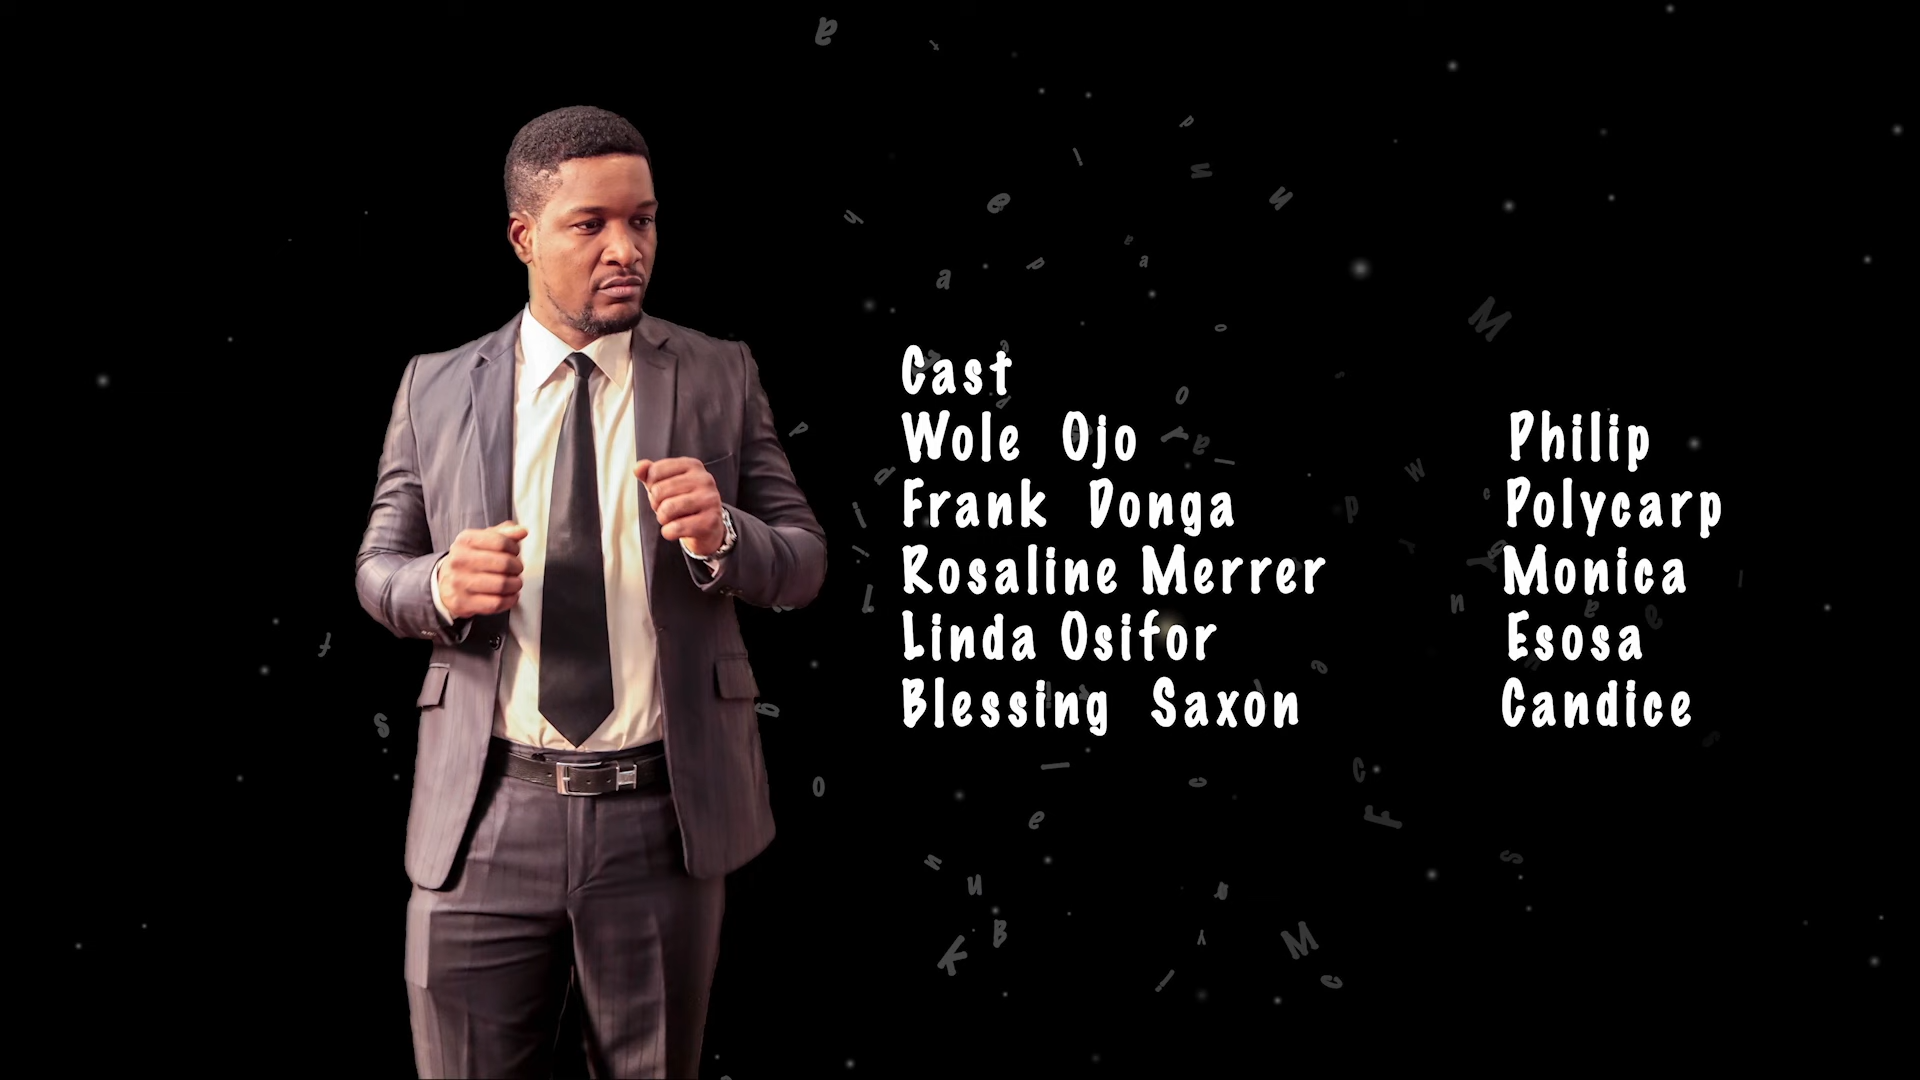 Cast
Wole Ojo Philip
Frank Donga Polycarp
Rosaline Merrer Monica
Linda Osifor Esosa
Blessing Saxon Candice